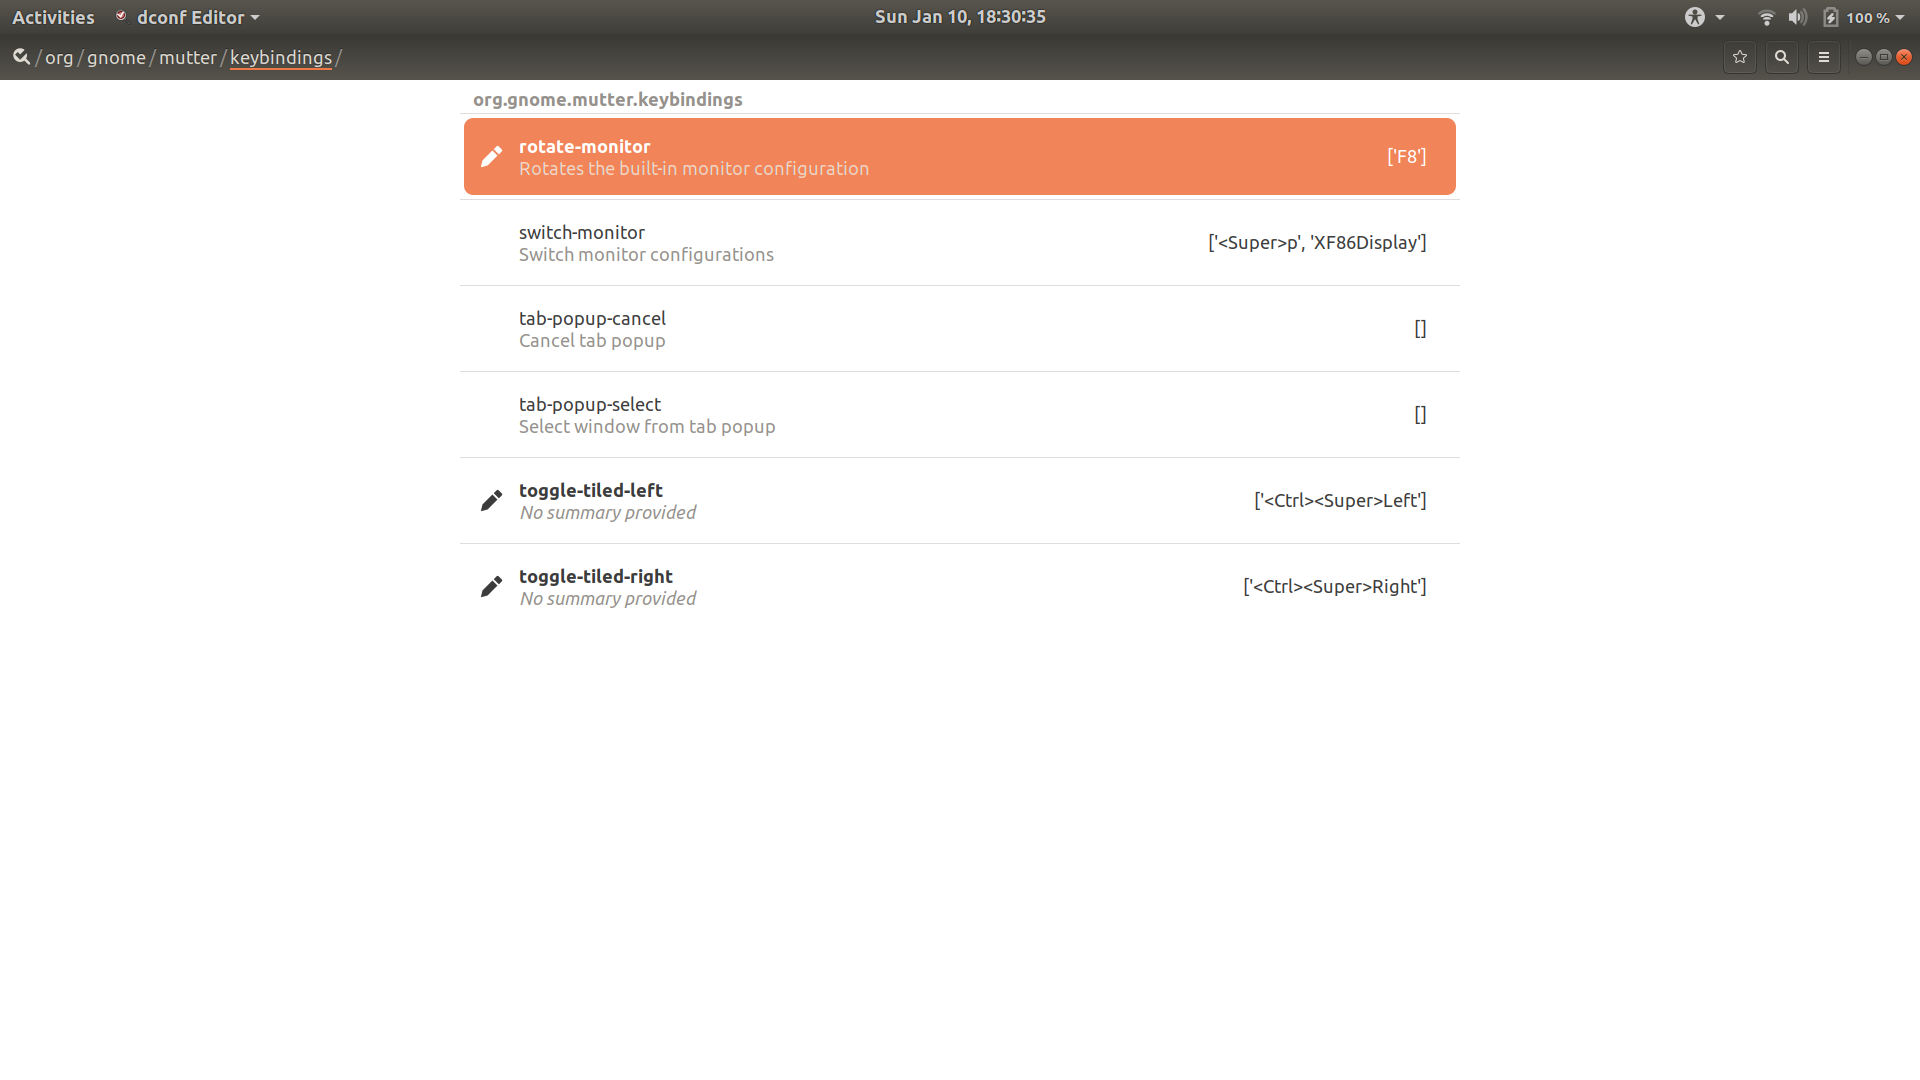 Activities dconf Editor Sun Jan 10, 18:30:35 100 %
/ org / gnome / mutter / keybindings /
org.gnome.mutter.keybindings
rotate-monitor
Rotates the built-in monitor configuration
['F8']
switch-monitor
Switch monitor configurations
['<Super>p', 'XF86Display']
tab-popup-cancel
Cancel tab popup
[]
tab-popup-select
Select window from tab popup
[]
toggle-tiled-left
No summary provided
['<Ctrl><Super>Left']
toggle-tiled-right
No summary provided
['<Ctrl><Super>Right']